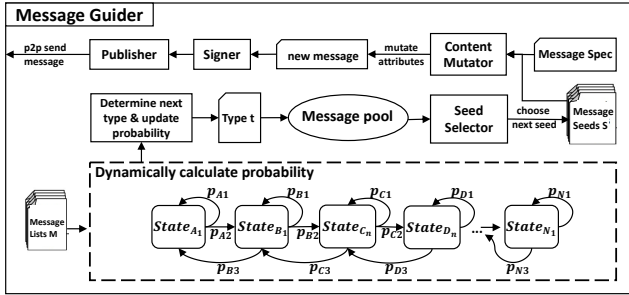 Message Guider
p2p send
message
Publisher
Signer
new message
mutate
attributes
Content
Mutator
Message Spec
Determine next
type & update
probability
Type t
Message pool
Seed
Selector
choose
next seed
Message
Seeds S
Dynamically calculate probability
Message
Lists M
p_A1
p_B1
p_C1
p_D1
p_N1
State_A1
p_A2
State_B1
p_B2
State_Cn
p_C2
State_Dn
...
State_N1
p_B3
p_C3
p_D3
p_N3